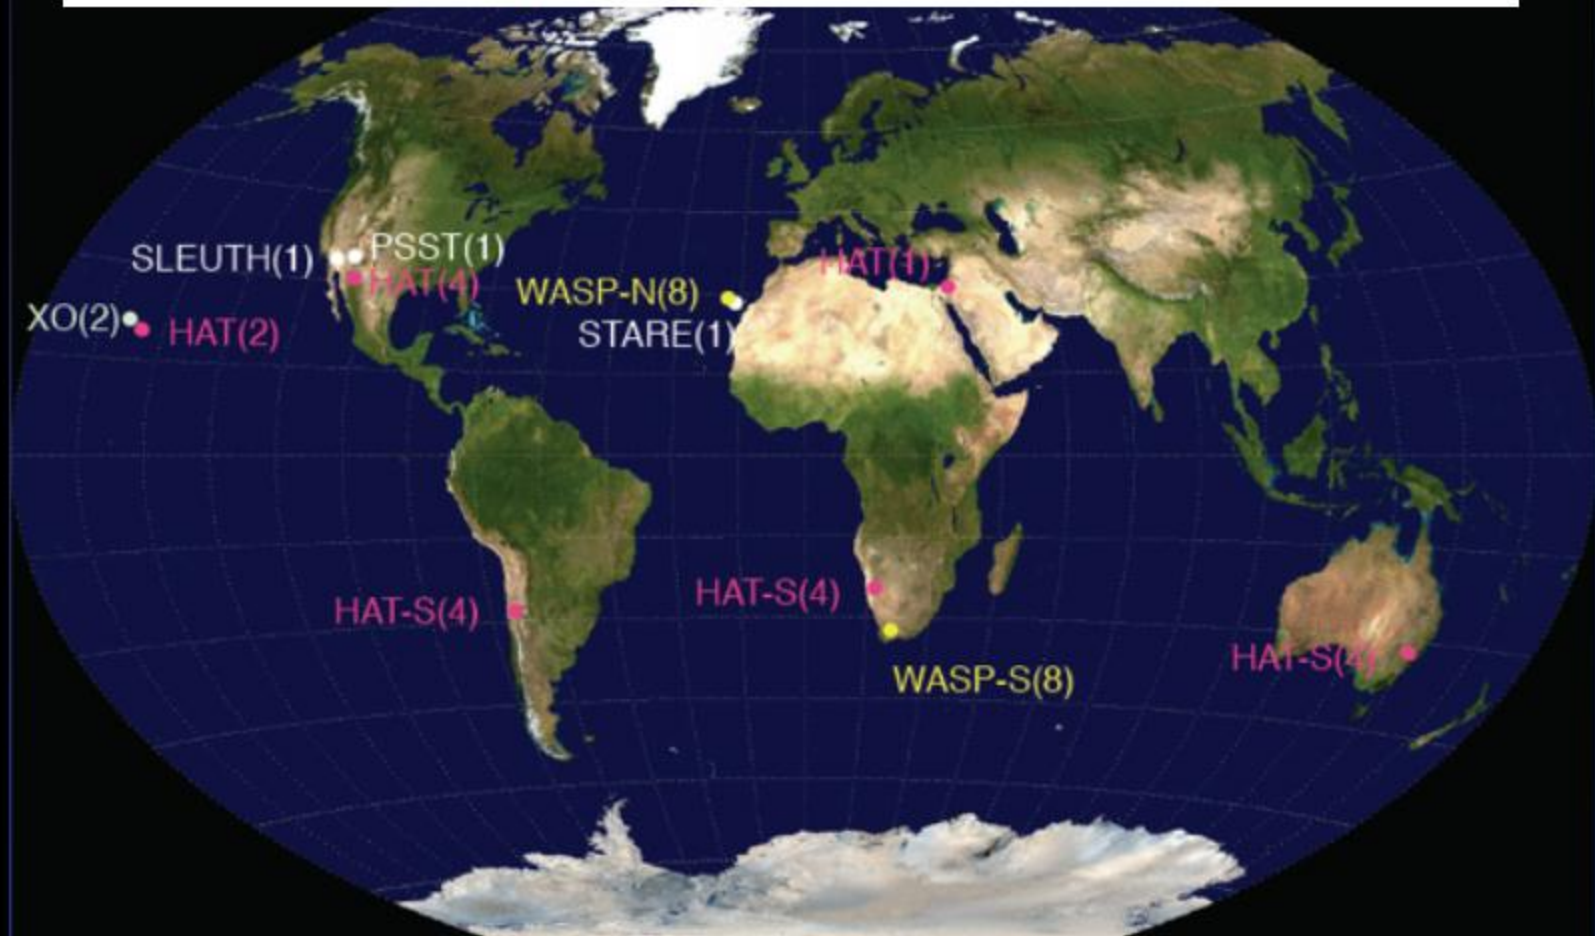 SLEUTH(1)
PSST(1)
HAT(4)
HAT(1)
WASP-N(8)
STARE(1)
XO(2)
HAT(2)
HAT-S(4)
HAT-S(4)
HAT-S(4)
WASP-S(8)